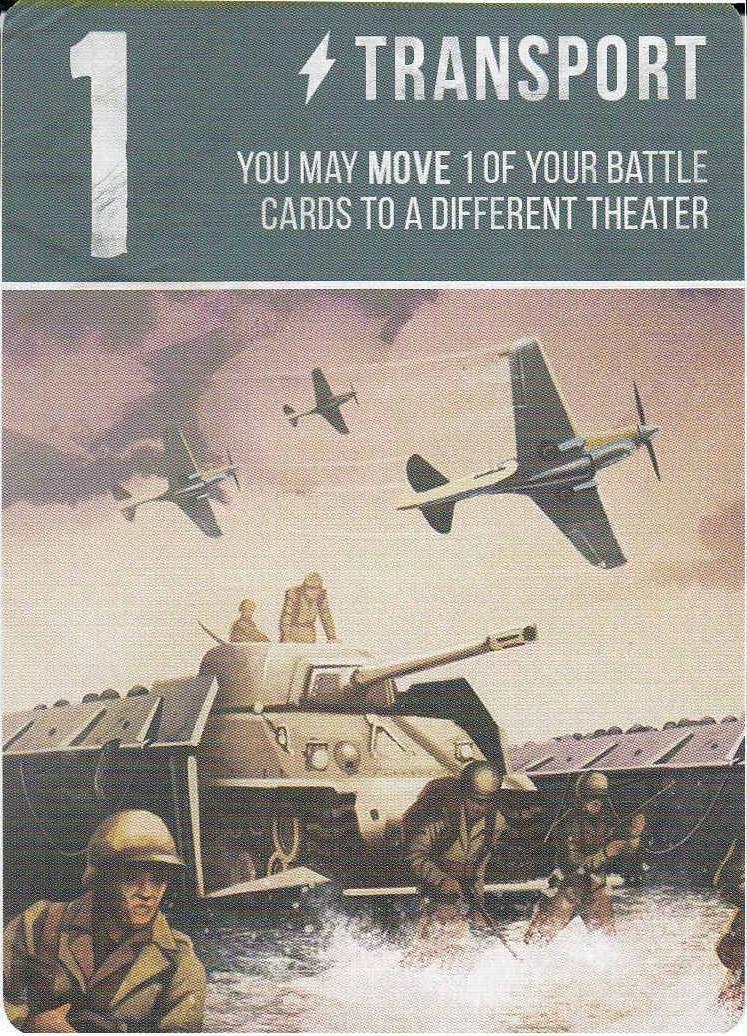 1
TRANSPORT
YOU MAY MOVE 1 OF YOUR BATTLE
CARDS TO A DIFFERENT THEATER